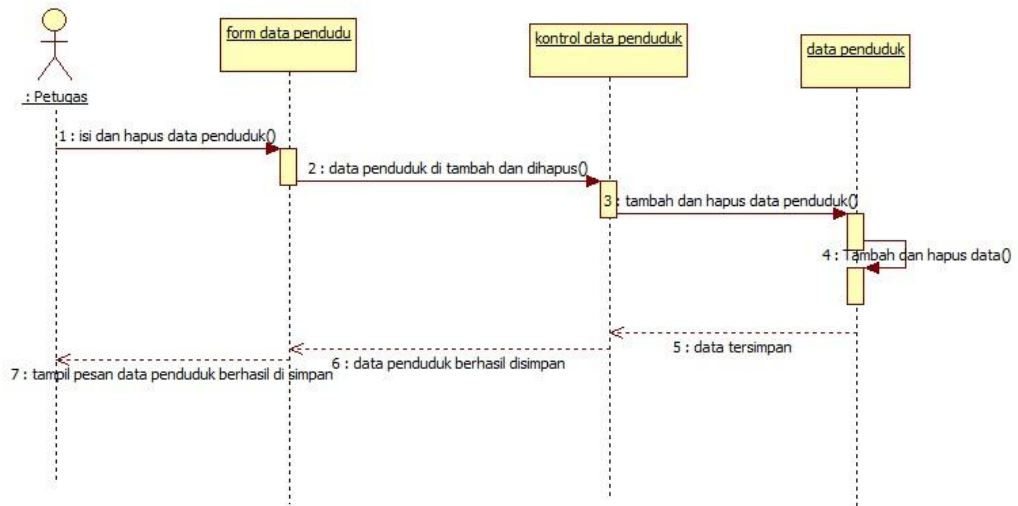 form data pendudu
kontrol data penduduk
data penduduk
: Petugas
1 : isi dan hapus data penduduk()
2 : data penduduk di tambah dan dihapus()
3 : tambah dan hapus data penduduk()
4 : Tambah dan hapus data()
5 : data tersimpan
6 : data penduduk berhasil disimpan
7 : tampil pesan data penduduk berhasil di simpan